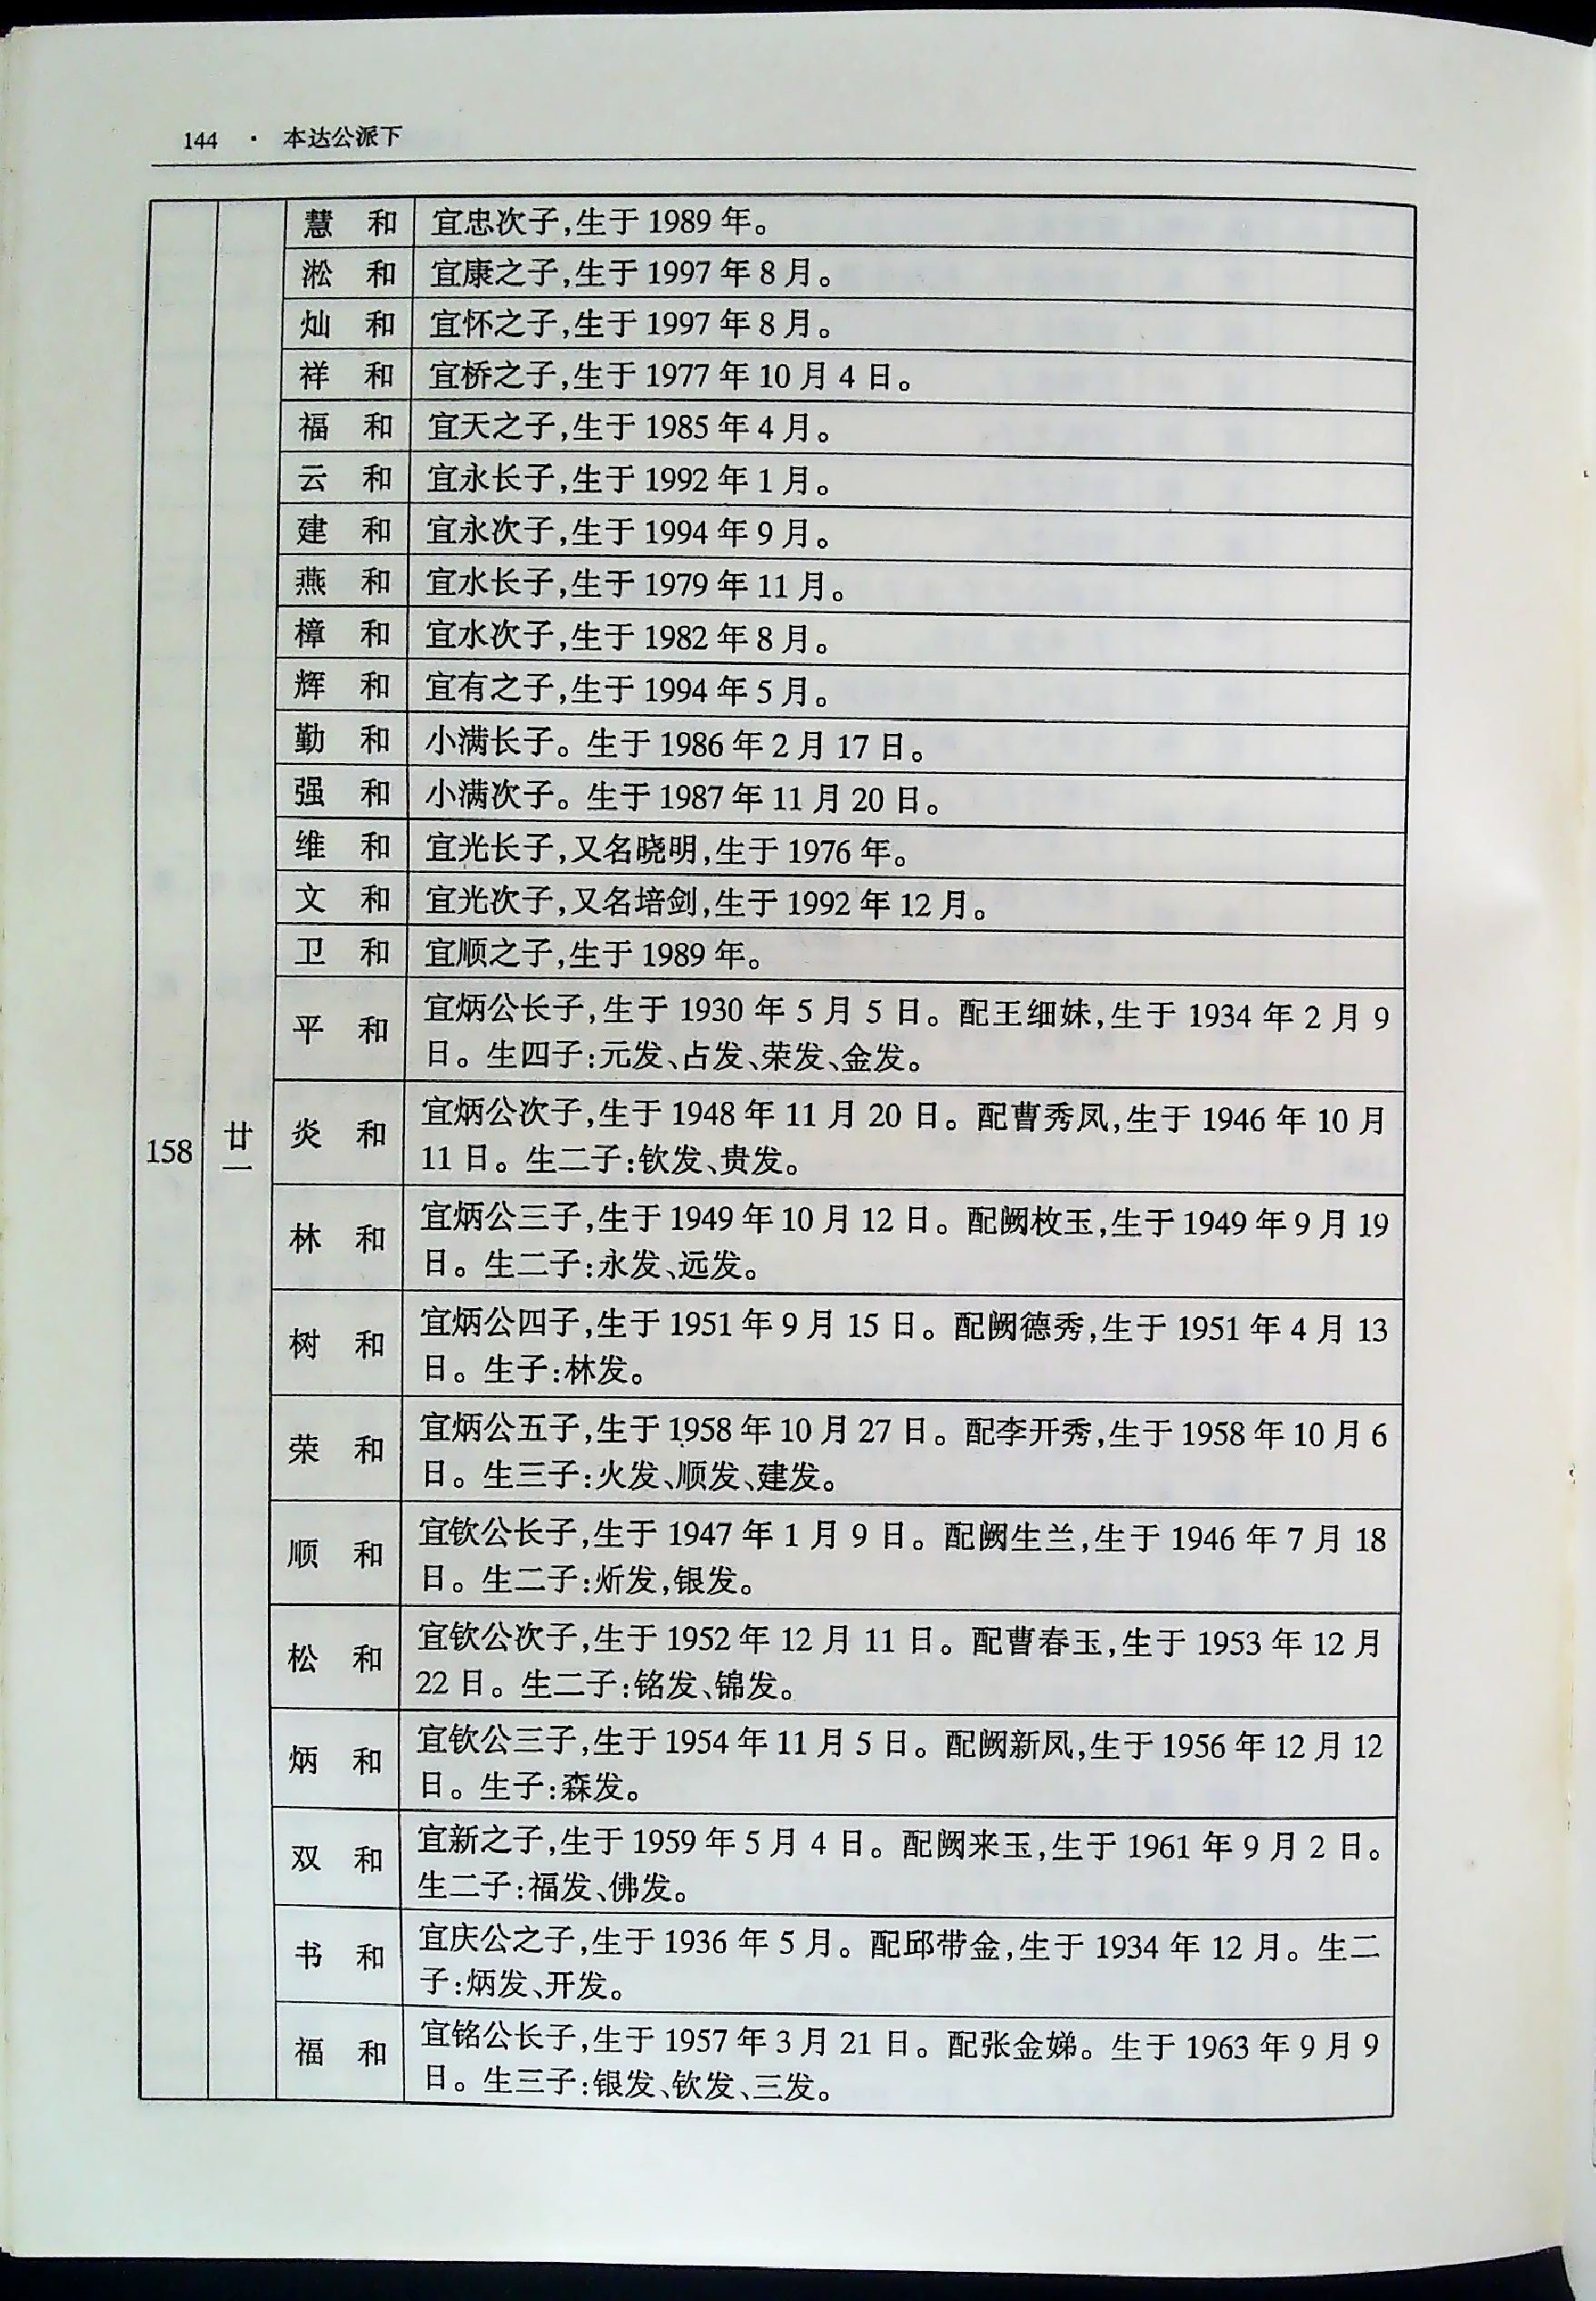 144 · 本达公派下
慧 和 宜忠次子,生于 1989 年。
淞 和 宜康之子,生于 1997 年 8 月。
灿 和 宜怀之子,生于 1997 年 8 月。
祥 和 宜桥之子,生于 1977 年 10 月 4 日。
福 和 宜天之子,生于 1985 年 4 月。
云 和 宜永长子,生于 1992 年 1 月。
建 和 宜永次子,生于 1994 年 9 月。
燕 和 宜水长子,生于 1979 年 11 月。
樟 和 宜水次子,生于 1982 年 8 月。
辉 和 宜有之子,生于 1994 年 5 月。
勤 和 小满长子。生于 1986 年 2 月 17 日。
强 和 小满次子。生于 1987 年 11 月 20 日。
维 和 宜光长子,又名晓明,生于 1976 年。
文 和 宜光次子,又名培剑,生于 1992 年 12 月。
卫 和 宜顺之子,生于 1989 年。
平 和 宜炳公长子,生于 1930 年 5 月 5 日。配王细妹,生于 1934 年 2 月 9
日。生四子:元发、占发、荣发、金发。
158 廿一 炎 和 宜炳公次子,生于 1948 年 11 月 20 日。配曹秀凤,生于 1946 年 10 月
11 日。生二子:钦发、贵发。
林 和 宜炳公三子,生于 1949 年 10 月 12 日。配阙枚玉,生于 1949 年 9 月 19
日。生二子:永发、远发。
树 和 宜炳公四子,生于 1951 年 9 月 15 日。配阙德秀,生于 1951 年 4 月 13
日。生子:林发。
荣 和 宜炳公五子,生于 1958 年 10 月 27 日。配李开秀,生于 1958 年 10 月 6
日。生三子:火发、顺发、建发。
顺 和 宜钦公长子,生于 1947 年 1 月 9 日。配阙生兰,生于 1946 年 7 月 18
日。生二子:炘发,银发。
松 和 宜钦公次子,生于 1952 年 12 月 11 日。配曹春玉,生于 1953 年 12 月
22 日。生二子:铭发、锦发。
炳 和 宜钦公三子,生于 1954 年 11 月 5 日。配阙新凤,生于 1956 年 12 月 12
日。生子:森发。
双 和 宜新之子,生于 1959 年 5 月 4 日。配阙来玉,生于 1961 年 9 月 2 日。
生二子:福发、佛发。
书 和 宜庆公之子,生于 1936 年 5 月。配邱带金,生于 1934 年 12 月。生二
子:炳发、开发。
福 和 宜铭公长子,生于 1957 年 3 月 21 日。配张金娣。生于 1963 年 9 月 9
日。生三子:银发、钦发、三发。